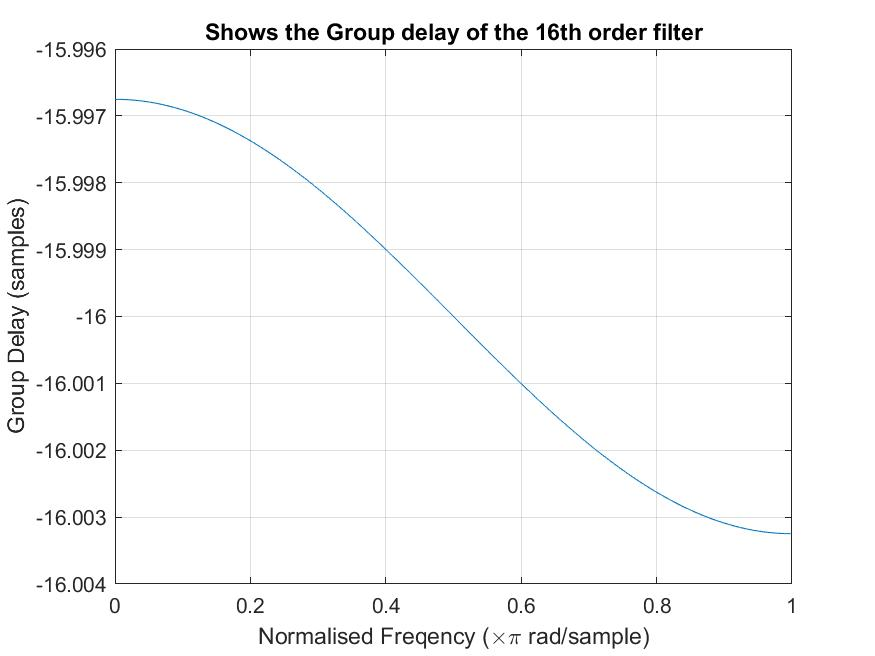 Shows the Group delay of the 16th order filter
-15.996
-15.997
-15.998
-15.999
-16
-16.001
-16.002
-16.003
-16.004
Group Delay (samples)
0 0.2 0.4 0.6 0.8 1
Normalised Freqency (×π rad/sample)